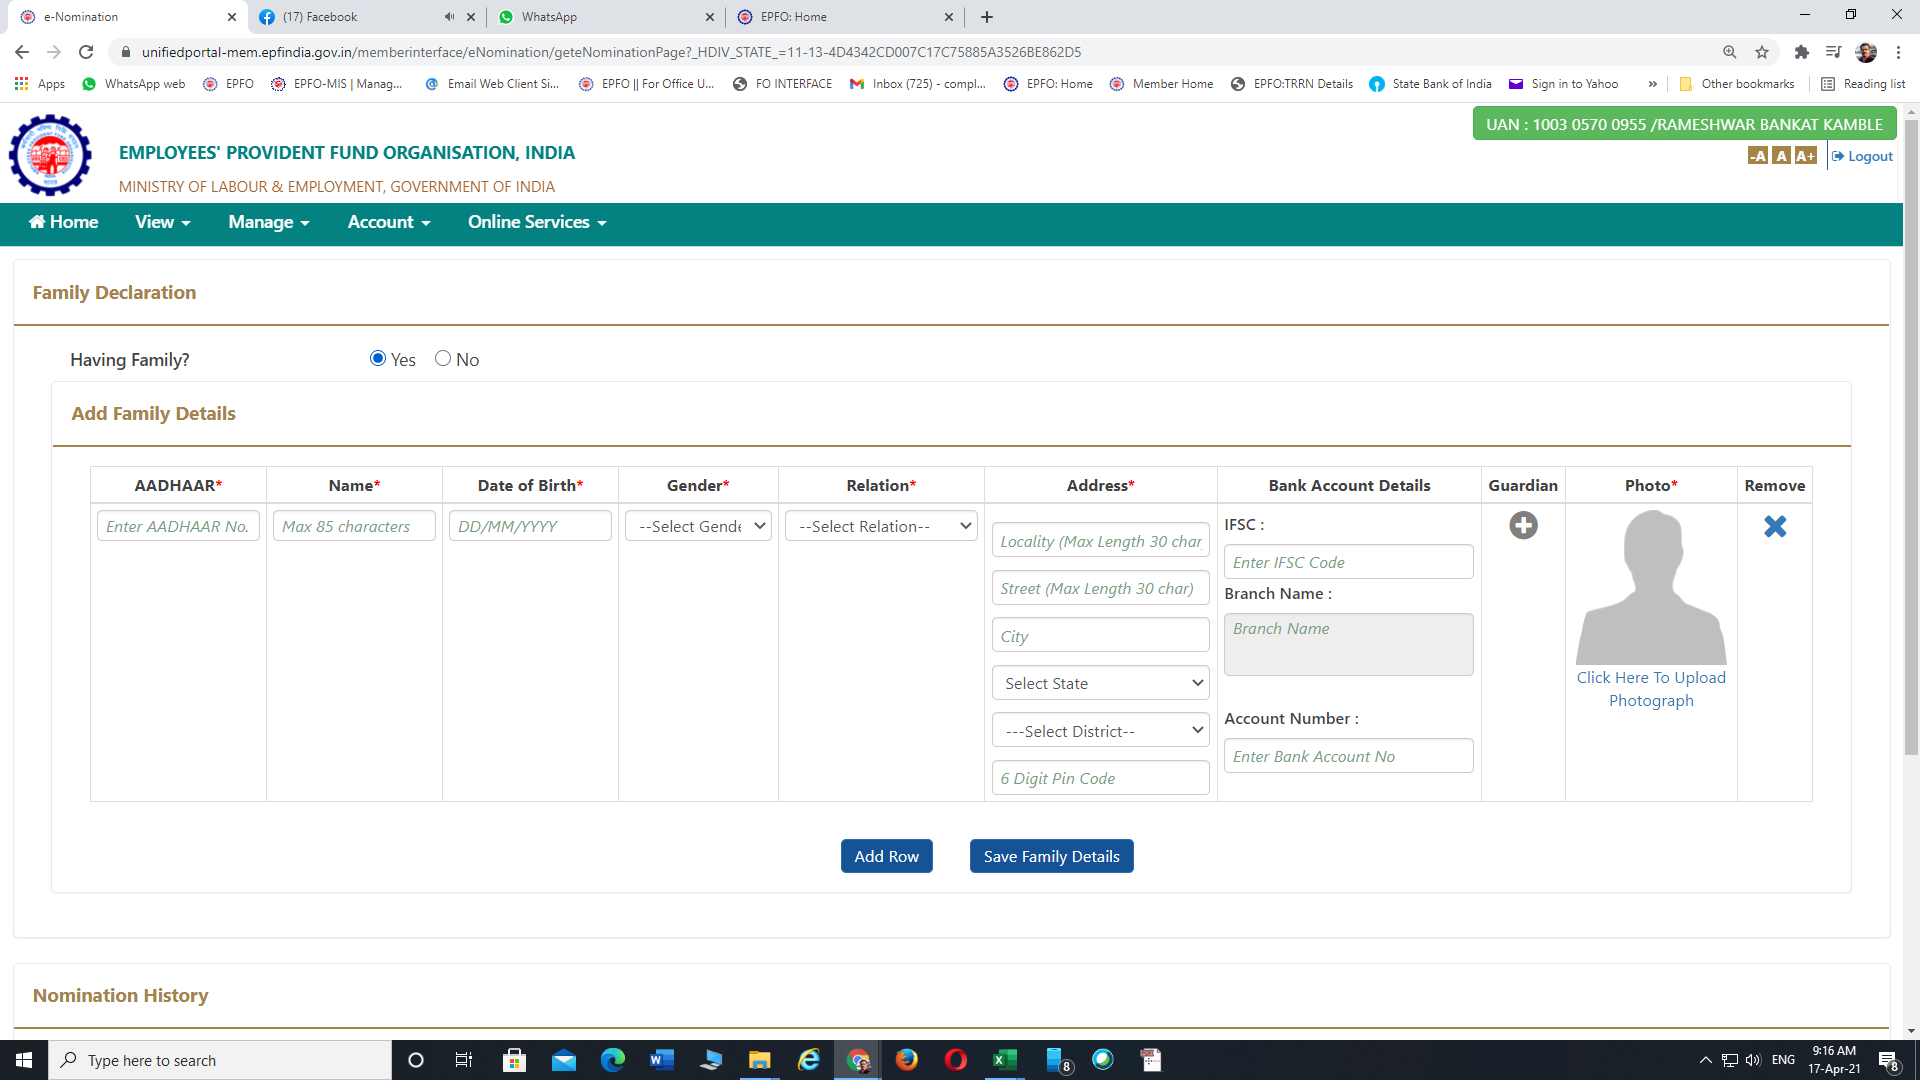 e-Nomination
(17) Facebook
WhatsApp
EPFO: Home
unifiedportal-mem.epfindia.gov.in/memberinterface/eNomination/geteNominationPage?_HDIV_STATE_=11-13-4D4342CD007C17C75885A3526BE862D5
Apps WhatsApp web EPFO EPFO-MIS | Manag... Email Web Client Si... EPFO || For Office U... FO INTERFACE Inbox (725) - compl... EPFO: Home Member Home EPFO:TRRN Details State Bank of India Sign in to Yahoo » Other bookmarks Reading list
UAN : 1003 0570 0955 /RAMESHWAR BANKAT KAMBLE
EMPLOYEES' PROVIDENT FUND ORGANISATION, INDIA
-A A A+ Logout
MINISTRY OF LABOUR & EMPLOYMENT, GOVERNMENT OF INDIA
Home View Manage Account Online Services
Family Declaration
Having Family? Yes No
Add Family Details
AADHAAR* Name* Date of Birth* Gender* Relation* Address* Bank Account Details Guardian Photo* Remove
Enter AADHAAR No. Max 85 characters DD/MM/YYYY --Select Gende --Select Relation--
Locality (Max Length 30 char
Street (Max Length 30 char)
City
Select State
---Select District--
6 Digit Pin Code
IFSC :
Enter IFSC Code
Branch Name :
Branch Name
Account Number :
Enter Bank Account No
Click Here To Upload
Photograph
Add Row Save Family Details
Nomination History
Type here to search
8
ENG
9:16 AM
17-Apr-21
8